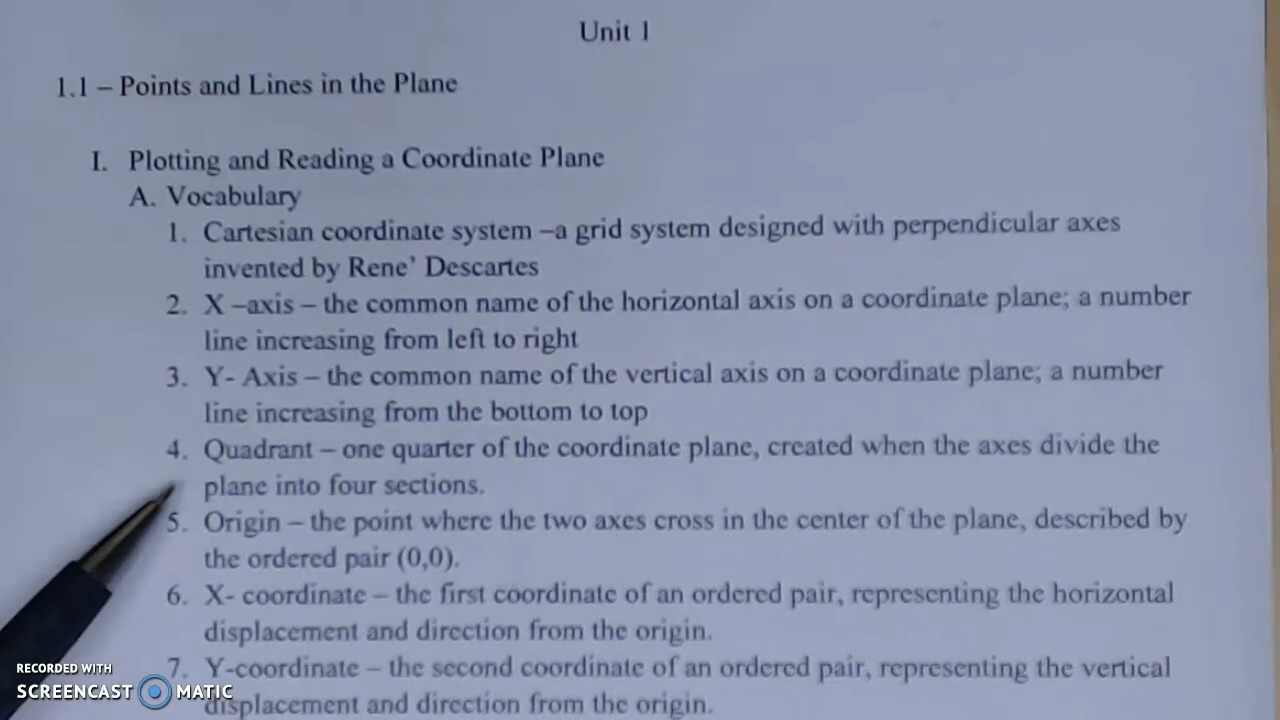 Unit 1
1.1 – Points and Lines in the Plane
I. Plotting and Reading a Coordinate Plane
A. Vocabulary
1. Cartesian coordinate system –a grid system designed with perpendicular axes
invented by Rene’ Descartes
2. X –axis – the common name of the horizontal axis on a coordinate plane; a number
line increasing from left to right
3. Y- Axis – the common name of the vertical axis on a coordinate plane; a number
line increasing from the bottom to top
4. Quadrant – one quarter of the coordinate plane, created when the axes divide the
plane into four sections.
5. Origin – the point where the two axes cross in the center of the plane, described by
the ordered pair (0,0).
6. X- coordinate – the first coordinate of an ordered pair, representing the horizontal
displacement and direction from the origin.
7. Y-coordinate – the second coordinate of an ordered pair, representing the vertical
displacement and direction from the origin.
RECORDED WITH
SCREENCAST MATIC